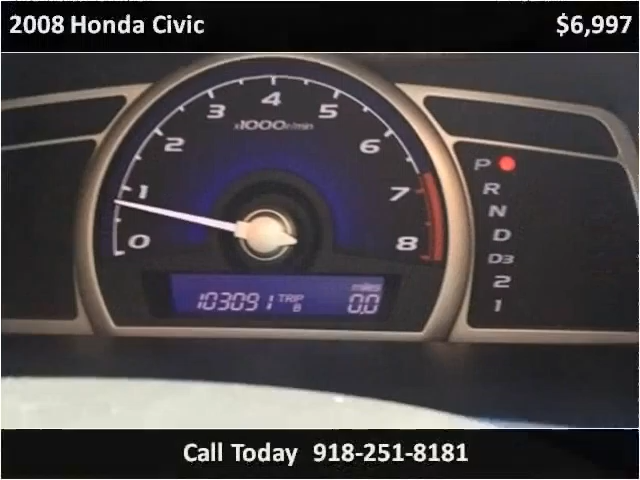 2008 Honda Civic
$6,997
4
3
5
x1000r/min
2
6
P
1
7
R
N
0
8
D
D3
miles
2
103091 TRIP B 0.0
1
Call Today 918-251-8181